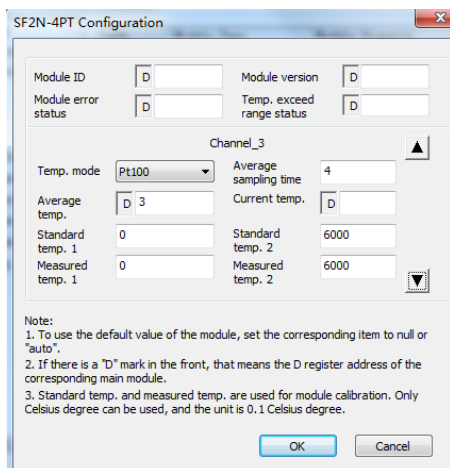 SF2N-4PT Configuration
Module ID D Module version D
Module error status D Temp. exceed range status D
Channel_3
Temp. mode Pt100 Average sampling time 4
Average temp. D 3 Current temp. D
Standard temp. 1 0 Standard temp. 2 6000
Measured temp. 1 0 Measured temp. 2 6000
Note:
1. To use the default value of the module, set the corresponding item to null or
"auto".
2. If there is a "D" mark in the front, that means the D register address of the
corresponding main module.
3. Standard temp. and measured temp. are used for module calibration. Only
Celsius degree can be used, and the unit is 0.1 Celsius degree.
OK Cancel